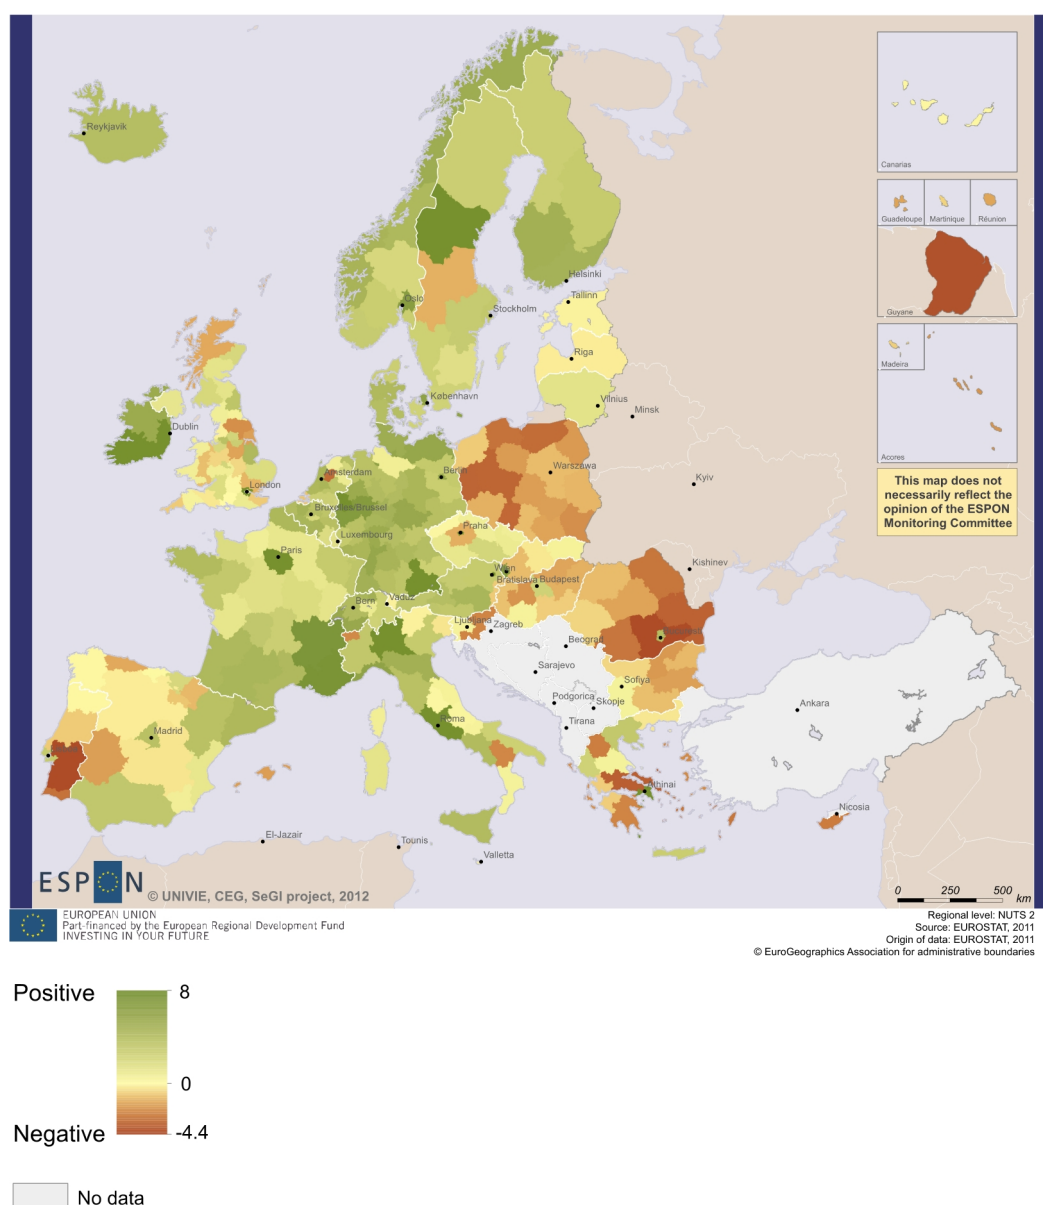 Reykjavik
Canarias
Guadeloupe
Martinique
Réunion
Guyane
Madeira
Acores
Helsinki
Tallinn
Oslo
Stockholm
Riga
København
Vilnius
Minsk
Dublin
Amsterdam
Berlin
Warszawa
Kyiv
London
Bruxelles/Brussel
Praha
Luxembourg
Paris
Wien
Bratislava
Budapest
Kishinev
Bern
Vaduz
Ljubljana
Zagreb
Beograd
Sarajevo
Sofiya
Podgorica
Skopje
Ankara
Roma
Tirana
Madrid
Athinai
Nicosia
El-Jazair
Tounis
Valletta
This map does not
necessarily reflect the
opinion of the ESPON
Monitoring Committee
ESPON
© UNIVIE, CEG, SeGI project, 2012
0 250 500
km
EUROPEAN UNION
Part-financed by the European Regional Development Fund
INVESTING IN YOUR FUTURE
Regional level: NUTS 2
Source: EUROSTAT, 2011
Origin of data: EUROSTAT, 2011
© EuroGeographics Association for administrative boundaries
Positive
8
0
Negative
-4.4
No data